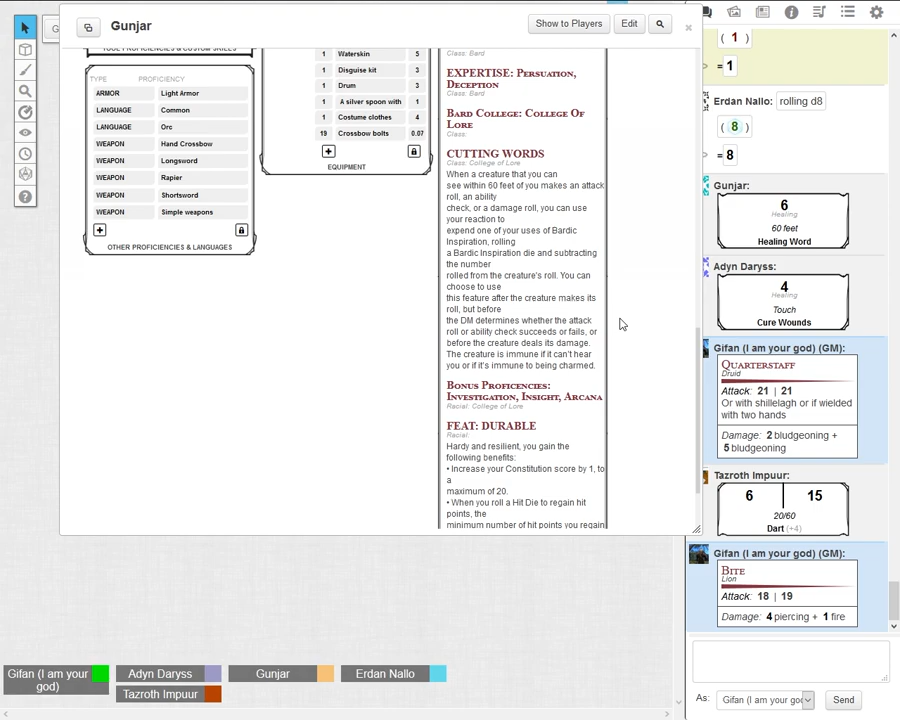 Gunjar
Show to Players
Edit
TYPE PROFICIENCY
ARMOR Light Armor
LANGUAGE Common
LANGUAGE Orc
WEAPON Hand Crossbow
WEAPON Longsword
WEAPON Rapier
WEAPON Shortsword
WEAPON Simple weapons
OTHER PROFICIENCIES & LANGUAGES
1 Waterskin 5
1 Disguise kit 3
1 Drum 3
1 A silver spoon with 1
1 Costume clothes 4
19 Crossbow bolts 0.07
EQUIPMENT
Class: Bard
EXPERTISE: PERSUATION,
DECEPTION
Class: Bard
BARD COLLEGE: COLLEGE OF
LORE
Class:
CUTTING WORDS
Class: College of Lore
When a creature that you can
see within 60 feet of you makes an attack
roll, an ability
check, or a damage roll, you can use
your reaction to
expend one of your uses of Bardic
Inspiration, rolling
a Bardic Inspiration die and subtracting
the number
rolled from the creature's roll. You can
choose to use
this feature after the creature makes its
roll, but before
the DM determines whether the attack
roll or ability check succeeds or fails, or
before the creature deals its damage.
The creature is immune if it can't hear
you or if it's immune to being charmed.
BONUS PROFICIENCIES:
INVESTIGATION, INSIGHT, ARCANA
Racial: College of Lore
FEAT: DURABLE
Racial:
Hardy and resilient, you gain the
following benefits:
• Increase your Constitution score by 1, to
a
maximum of 20.
• When you roll a Hit Die to regain hit
points, the
minimum number of hit points you regain
( 1 )
= 1
Erdan Nallo: rolling d8
( 8 )
= 8
Gunjar:
6
Healing
60 feet
Healing Word
Adyn Daryss:
4
Healing
Touch
Cure Wounds
Gifan (I am your god) (GM):
QUARTERSTAFF
Druid
Attack: 21 | 21
Or with shillelagh or if wielded
with two hands
Damage: 2 bludgeoning +
5 bludgeoning
Tazroth Impuur:
6 15
20/60
Dart (+4)
Gifan (I am your god) (GM):
BITE
Lion
Attack: 18 | 19
Damage: 4 piercing + 1 fire
As: Gifan (I am your god
Send
Gifan (I am your
god)
Adyn Daryss
Gunjar
Erdan Nallo
Tazroth Impuur